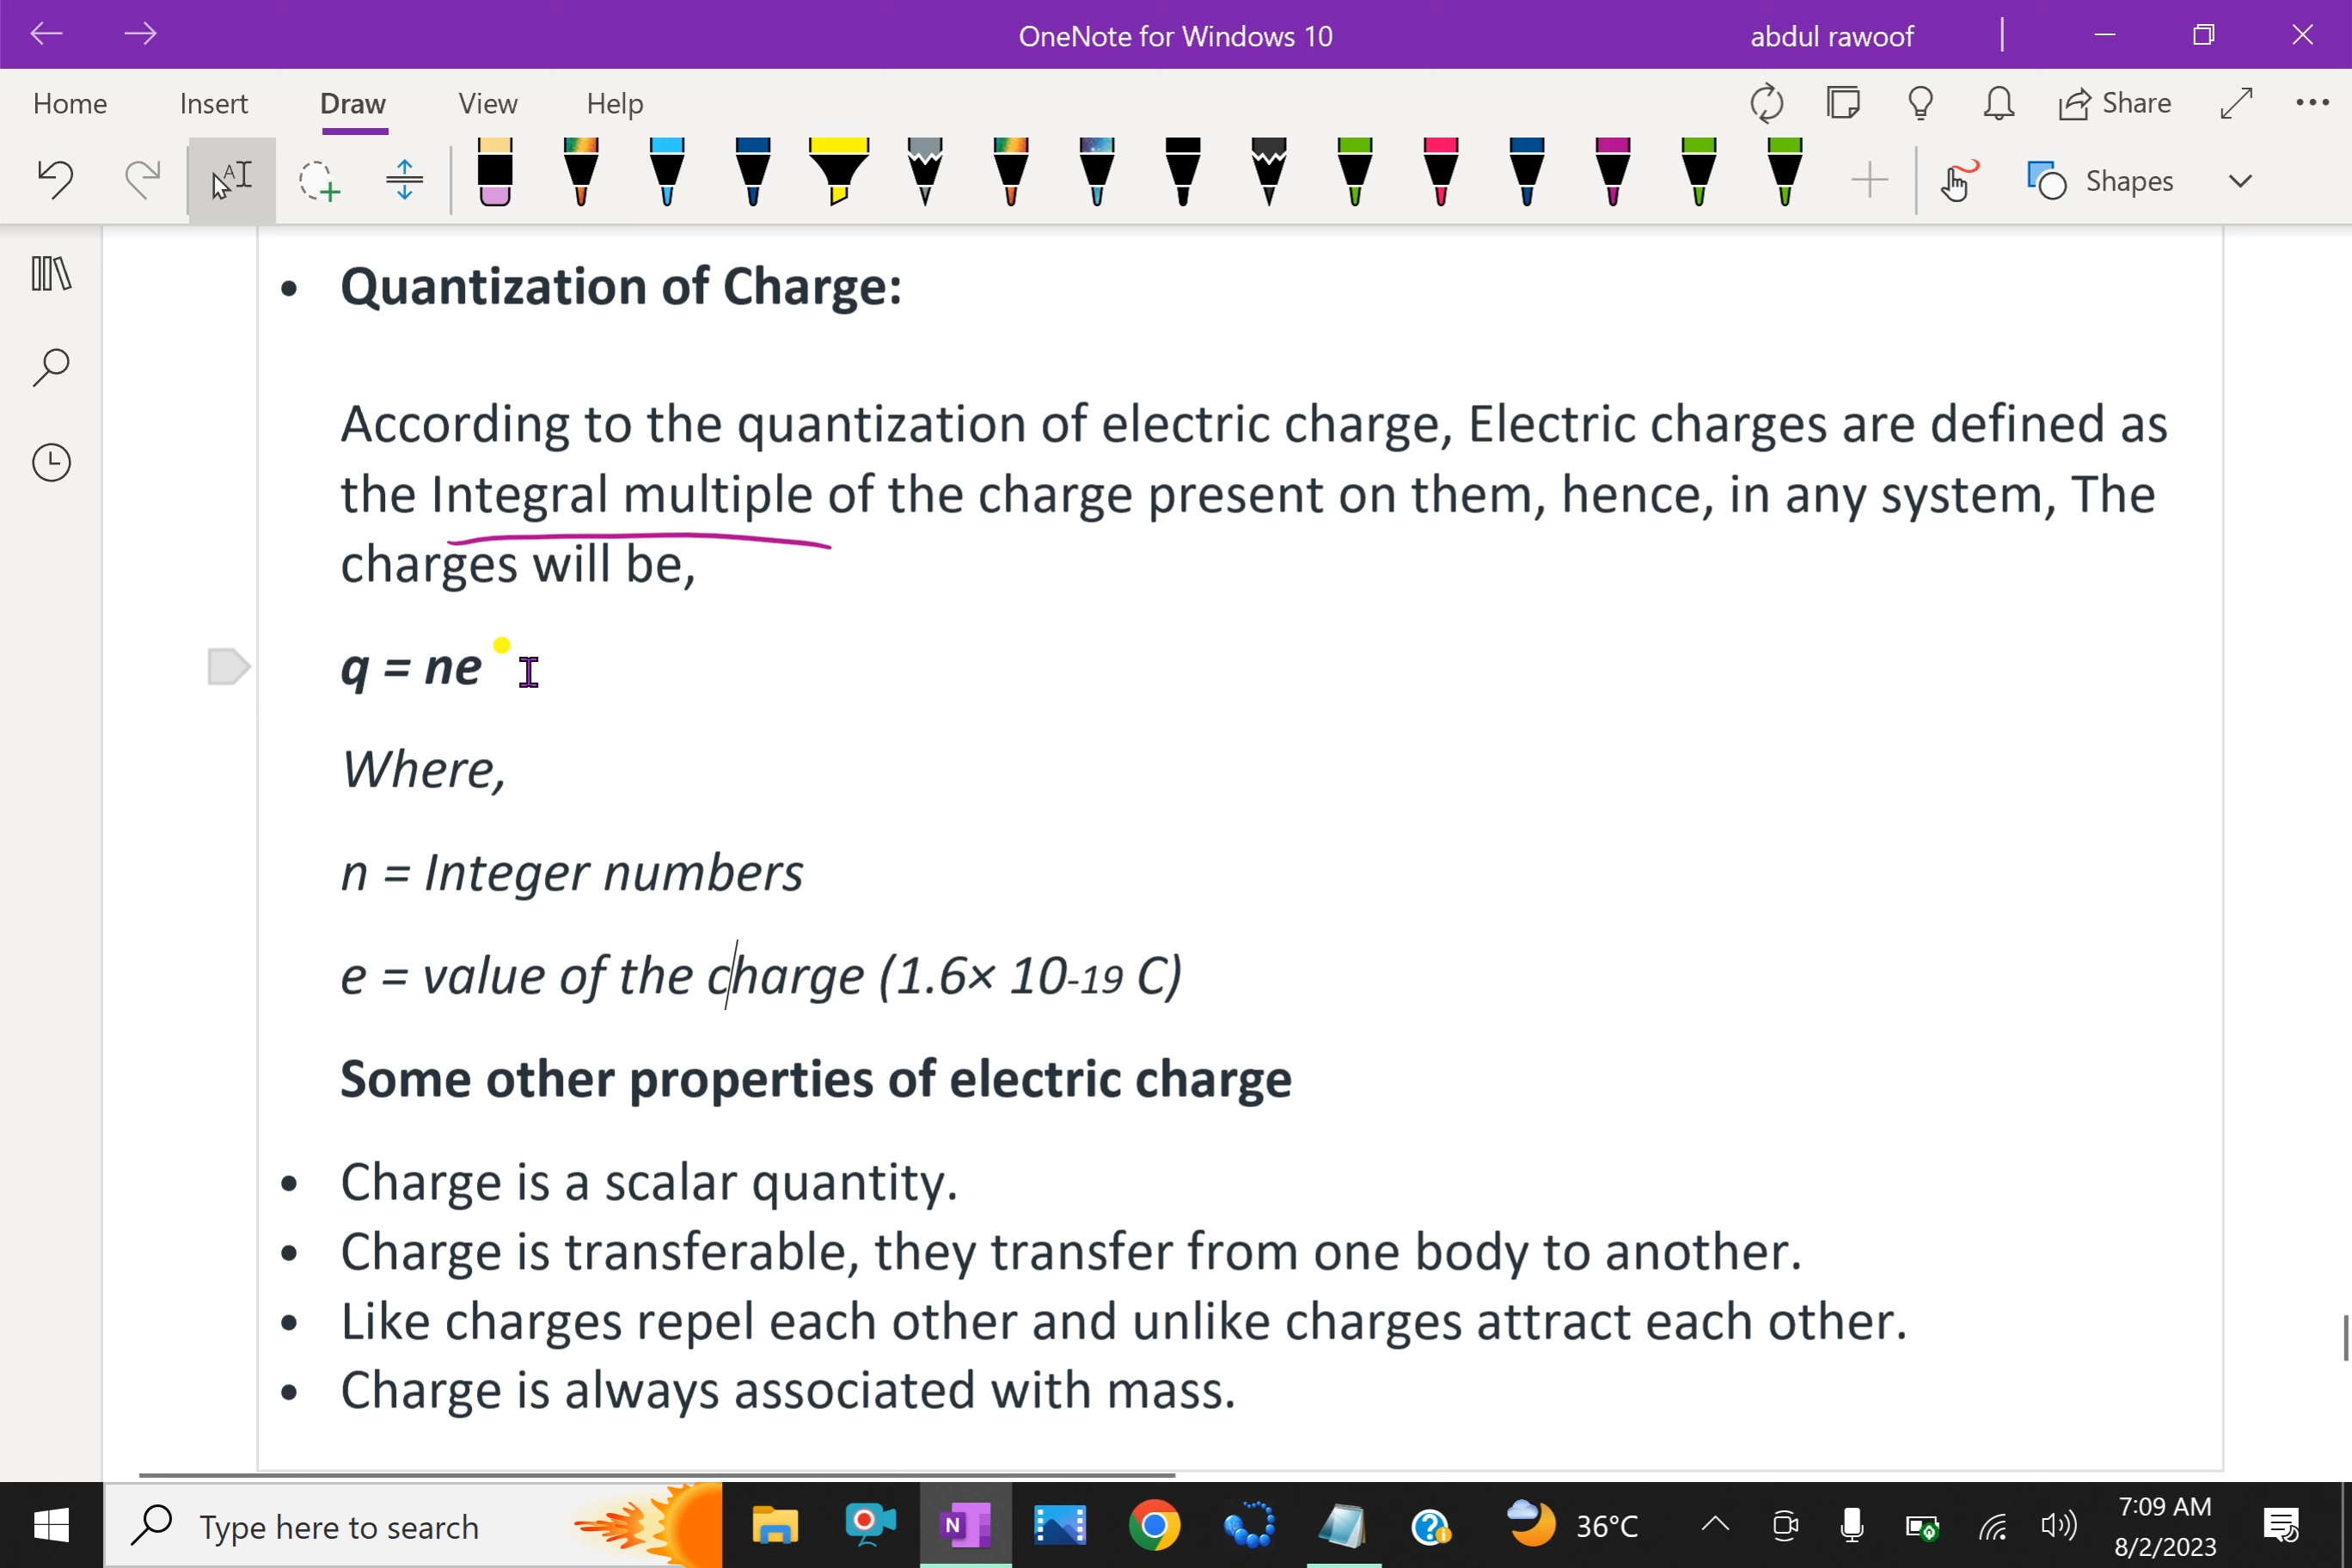 OneNote for Windows 10
abdul rawoof
Home Insert Draw View Help
Share
Shapes
• Quantization of Charge:
According to the quantization of electric charge, Electric charges are defined as
the Integral multiple of the charge present on them, hence, in any system, The
charges will be,
q = ne
Where,
n = Integer numbers
e = value of the charge (1.6× 10-19 C)
Some other properties of electric charge
• Charge is a scalar quantity.
• Charge is transferable, they transfer from one body to another.
• Like charges repel each other and unlike charges attract each other.
• Charge is always associated with mass.
Type here to search
36°C
7:09 AM
8/2/2023